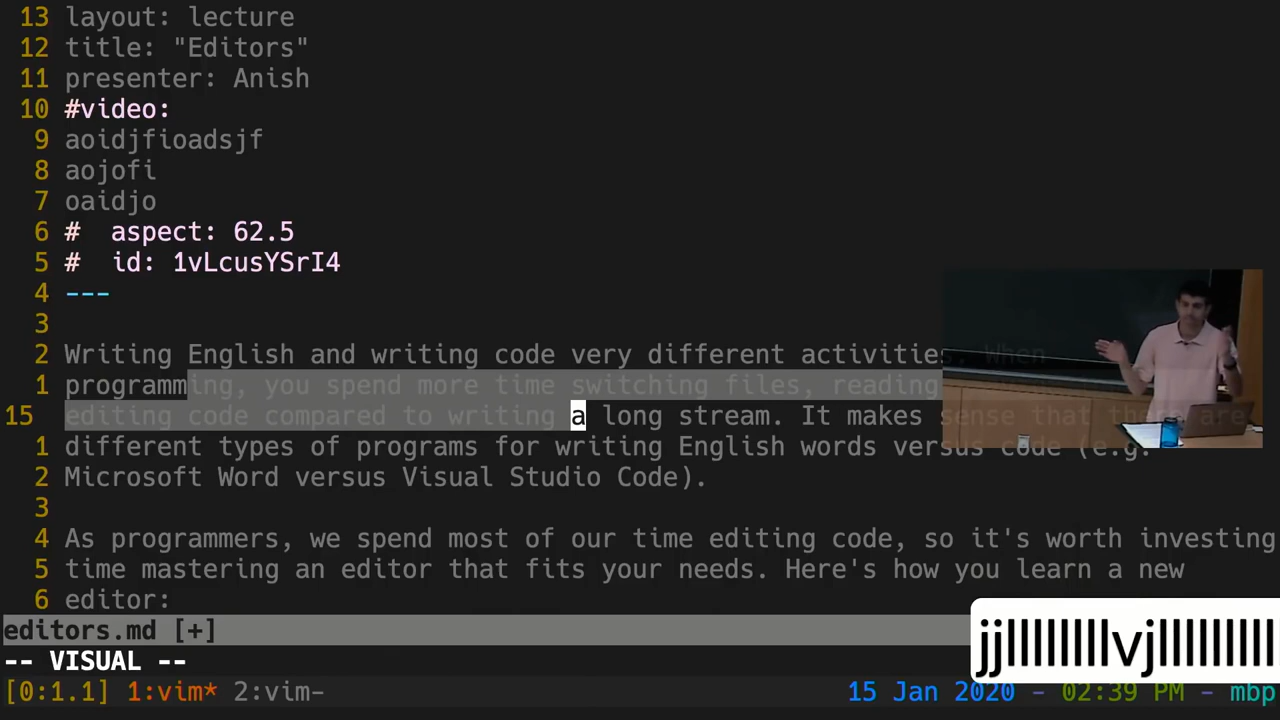 13 layout: lecture
12 title: "Editors"
11 presenter: Anish
10 #video:
9 aoidjfioadsjf
8 aojofi
7 oaidjo
6 #  aspect: 62.5
5 #  id: 1vLcusYSrI4
4 ---
3
2 Writing English and writing code very different activities. When
1 programming, you spend more time switching files, reading
15 editing code compared to writing a long stream. It makes sense that there are
1 different types of programs for writing English words versus code (e.g.
2 Microsoft Word versus Visual Studio Code).
3
4 As programmers, we spend most of our time editing code, so it's worth investing
5 time mastering an editor that fits your needs. Here's how you learn a new
6 editor:
editors.md [+]
jjlllllllllvjlllllllllll
-- VISUAL --
[0:1.1] 1:vim* 2:vim-
15 Jan 2020 - 02:39 PM - mbp